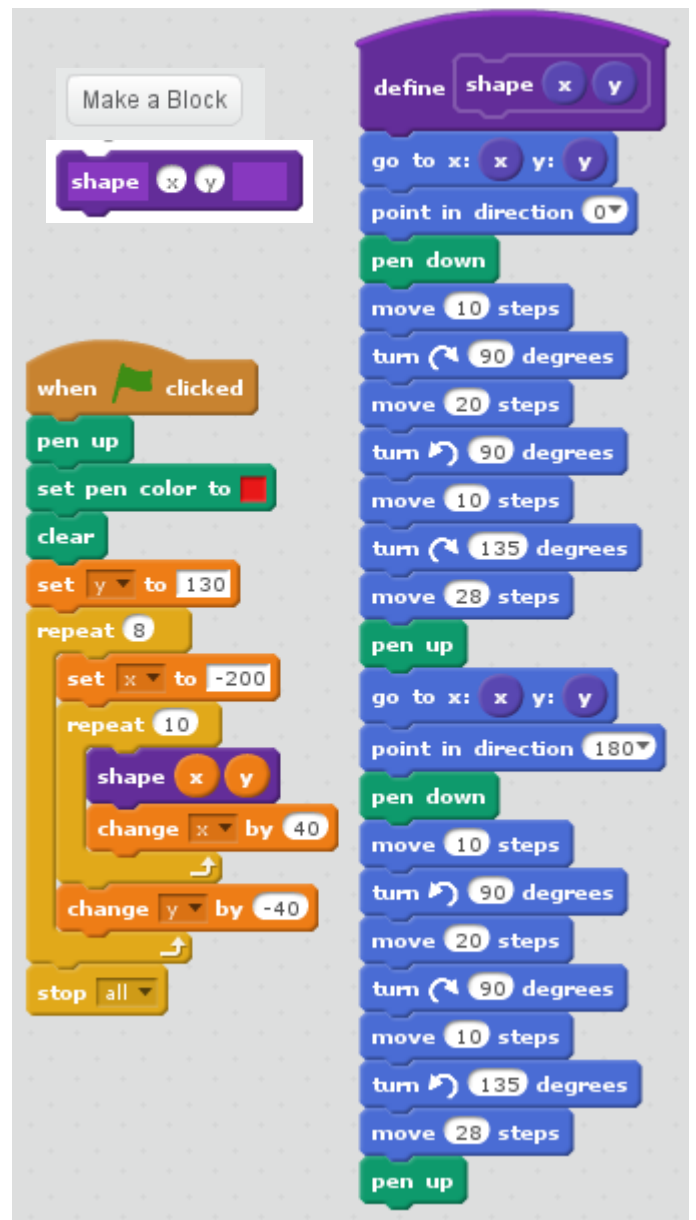 Make a Block
shape x y
when clicked
pen up
set pen color to
clear
set y to 130
repeat 8
set x to -200
repeat 10
shape x y
change x by 40
change y by -40
stop all
define shape x y
go to x: x y: y
point in direction 0
pen down
move 10 steps
turn 90 degrees
move 20 steps
turn 90 degrees
move 10 steps
turn 135 degrees
move 28 steps
pen up
go to x: x y: y
point in direction 180
pen down
move 10 steps
turn 90 degrees
move 20 steps
turn 90 degrees
move 10 steps
turn 135 degrees
move 28 steps
pen up